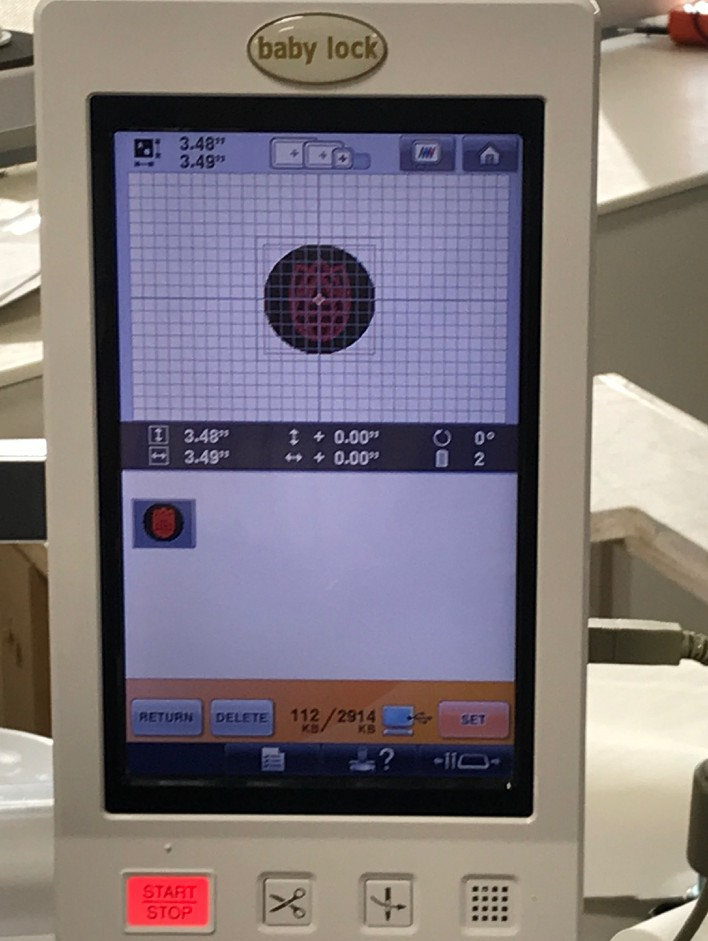 baby lock
3.48"
3.49"
3.48" + 0.00" 0°
3.49" + 0.00" 2
RETURN DELETE 112 KB / 2914 KB SET
?
START
STOP